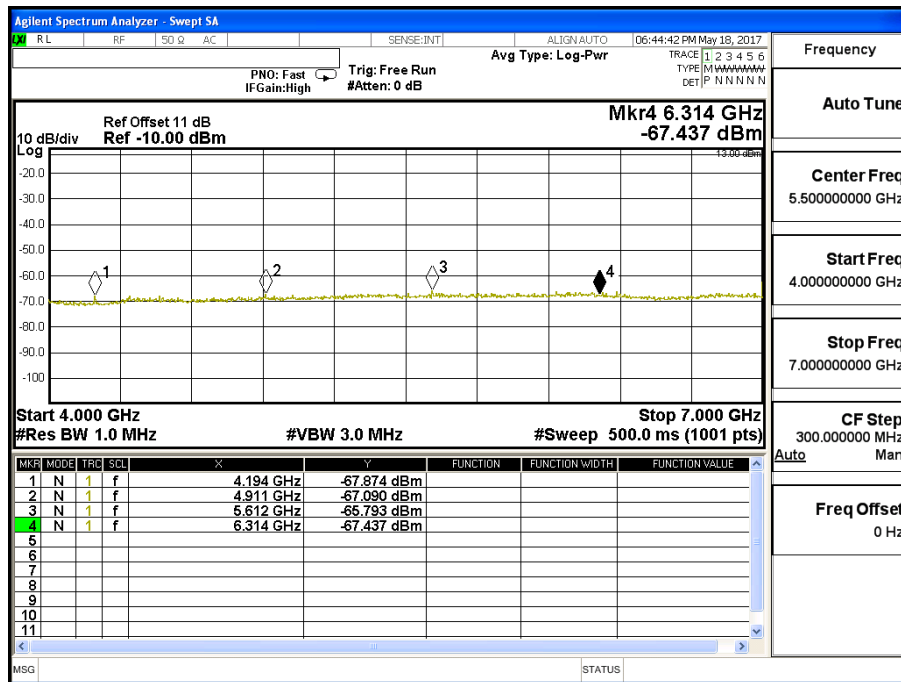 Agilent Spectrum Analyzer - Swept SA
LXI RL RF 50 Ω AC SENSE:INT ALIGN AUTO 06:44:42 PM May 18, 2017
Avg Type: Log-Pwr TRACE 1 2 3 4 5 6
PNO: Fast Trig: Free Run TYPE M WWWWW
IFGain:High #Atten: 0 dB DET P N N N N N
Mkr4 6.314 GHz
Ref Offset 11 dB
10 dB/div Ref -10.00 dBm -67.437 dBm
Log
-13.00 dBm
-20.0
-30.0
-40.0
-50.0
-60.0
-70.0
-80.0
-90.0
-100
1
2
3
4
Start 4.000 GHz Stop 7.000 GHz
#Res BW 1.0 MHz #VBW 3.0 MHz #Sweep 500.0 ms (1001 pts)
MKR MODE TRC SCL X Y FUNCTION FUNCTION WIDTH FUNCTION VALUE
1 N 1 f 4.194 GHz -67.874 dBm
2 N 1 f 4.911 GHz -67.090 dBm
3 N 1 f 5.612 GHz -65.793 dBm
4 N 1 f 6.314 GHz -67.437 dBm
5
6
7
8
9
10
11
MSG STATUS
Frequency
Auto Tune
Center Freq
5.500000000 GHz
Start Freq
4.000000000 GHz
Stop Freq
7.000000000 GHz
CF Step
300.000000 MHz
Auto Man
Freq Offset
0 Hz